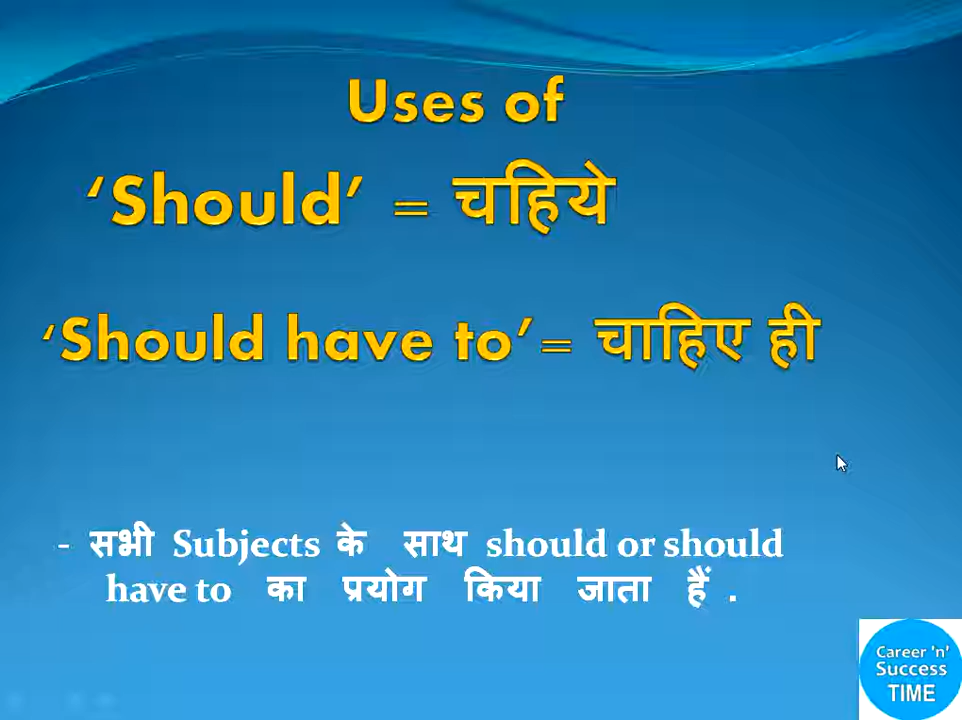 Uses of
‘Should’ = चहिये
‘Should have to’= चाहिए ही
- सभी Subjects के साथ should or should
have to का प्रयोग किया जाता हैं .
Career 'n'
Success
TIME